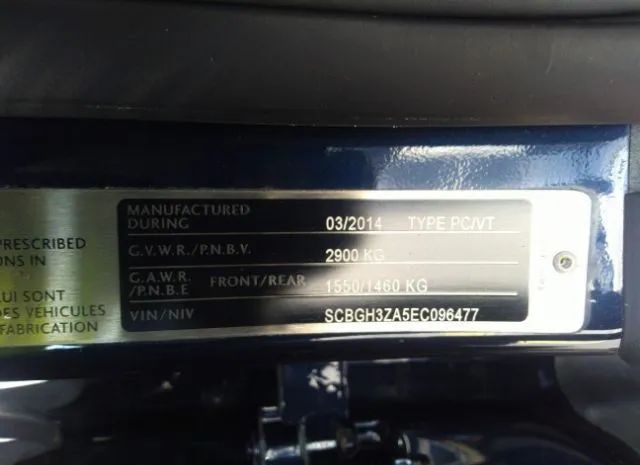 PRESCRIBED
ONS IN
UI SONT
DES VEHICULES
FABRICATION
MANUFACTURED
DURING 03/2014 TYPE PC/VT
G.V.W.R./P.N.B.V. 2900 KG
G.A.W.R.
/P.N.B.E FRONT/REAR 1550/1460 KG
VIN/NIV SCBGH3ZA5EC096477